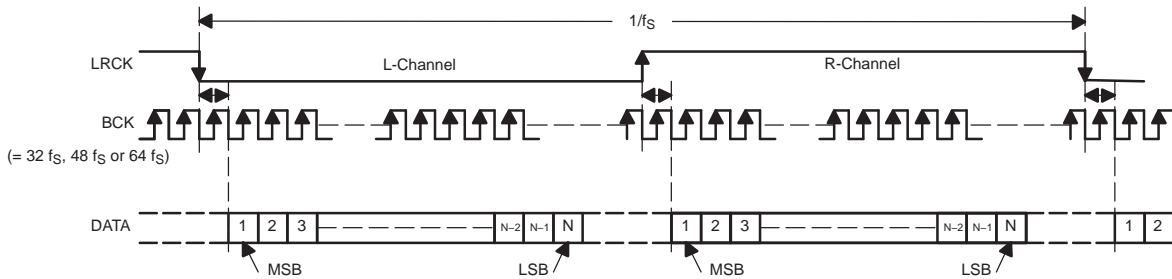 1/fS
LRCK
L-Channel
R-Channel
BCK
(= 32 fS, 48 fS or 64 fS)
DATA
1 2 3 N–2 N–1 N 1 2 3 N–2 N–1 N 1 2
MSB LSB MSB LSB